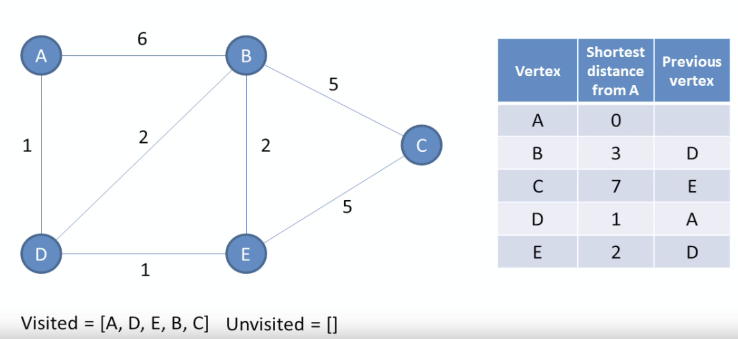 6
A
B
5
1
2
2
C
5
D
E
1
Vertex Shortest distance from A Previous vertex
A 0
B 3 D
C 7 E
D 1 A
E 2 D
Visited = [A, D, E, B, C] Unvisited = []